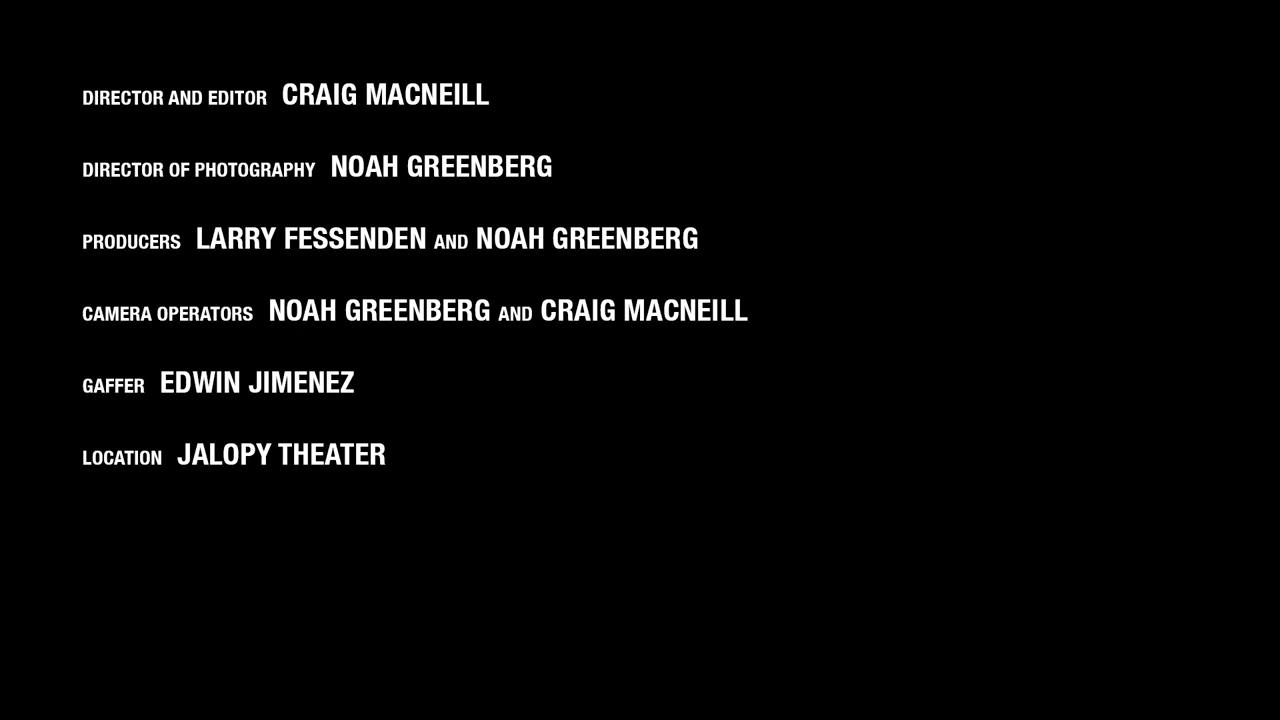 DIRECTOR AND EDITOR CRAIG MACNEILL
DIRECTOR OF PHOTOGRAPHY NOAH GREENBERG
PRODUCERS LARRY FESSENDEN AND NOAH GREENBERG
CAMERA OPERATORS NOAH GREENBERG AND CRAIG MACNEILL
GAFFER EDWIN JIMENEZ
LOCATION JALOPY THEATER